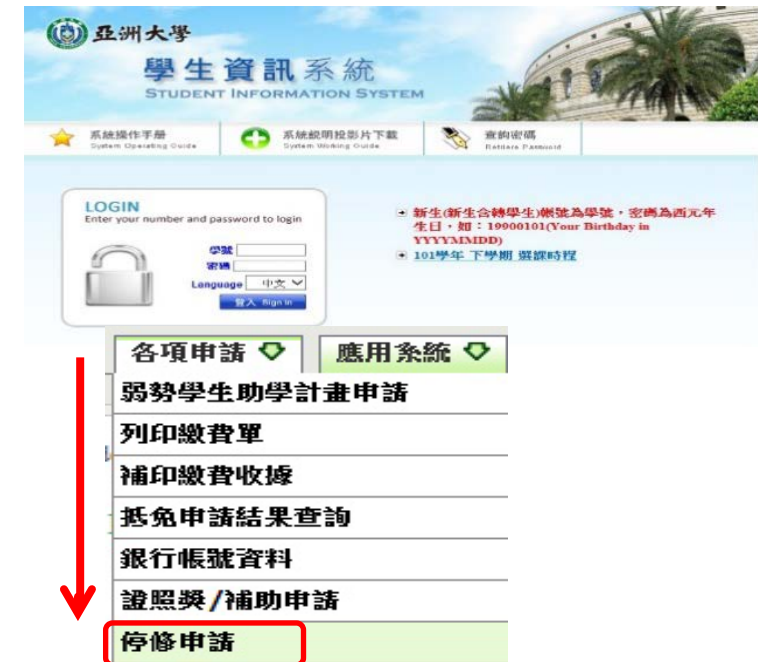 亞洲大學
學生資訊系統
STUDENT INFORMATION SYSTEM
系統操作手冊
System Operating Guide
系統說明投影片下載
System Working Guide
查詢密碼
LOGIN
Enter your number and password to login
學號
密碼
Language 中文
登入 Sign in
新生(新生含轉學生)帳號為學號，密碼為西元年
生日，如：19900101(Your Birthday in
YYYYMMDD)
101學年 下學期 選課時程
各項申請
應用系統
弱勢學生助學計畫申請
列印繳費單
補印繳費收據
抵免申請結果查詢
銀行帳號資料
證照獎/補助申請
停修申請